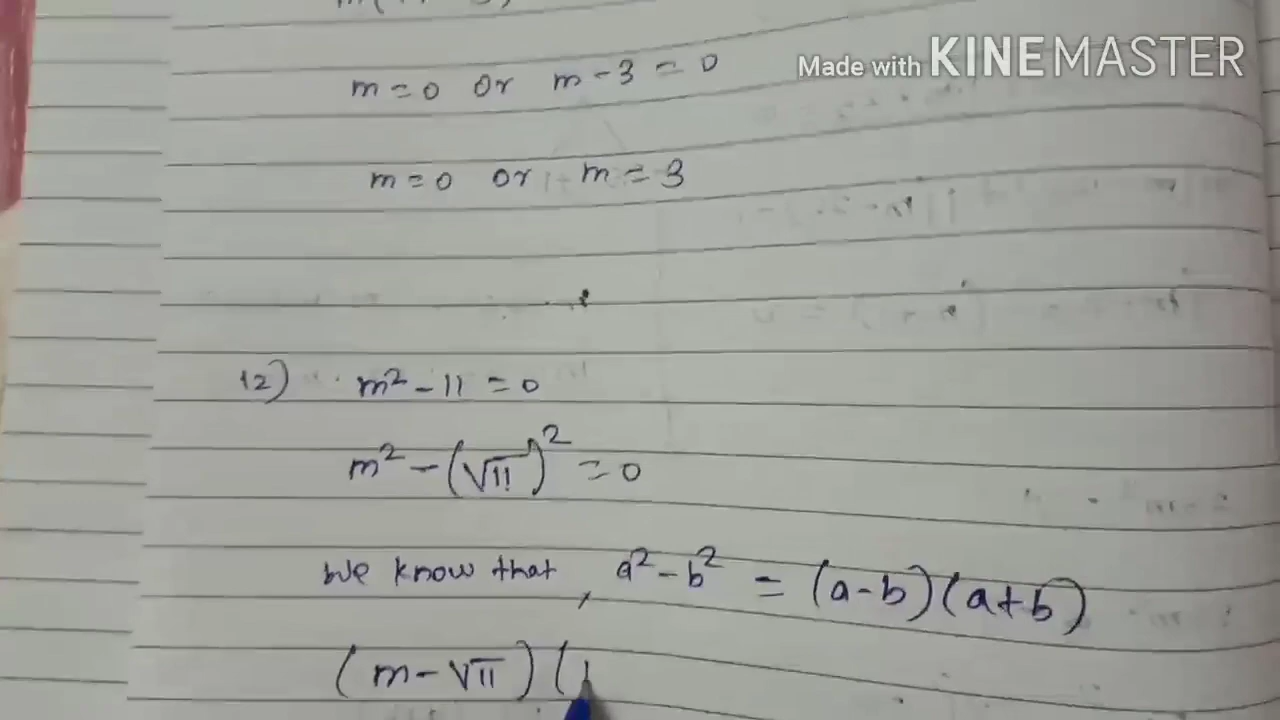 Made with KINEMASTER
m = 0 or m - 3 = 0
m = 0 or m = 3
12) m² - 11 = 0
m² - (√11)² = 0
We know that, a² - b² = (a-b)(a+b)
(m - √11)(